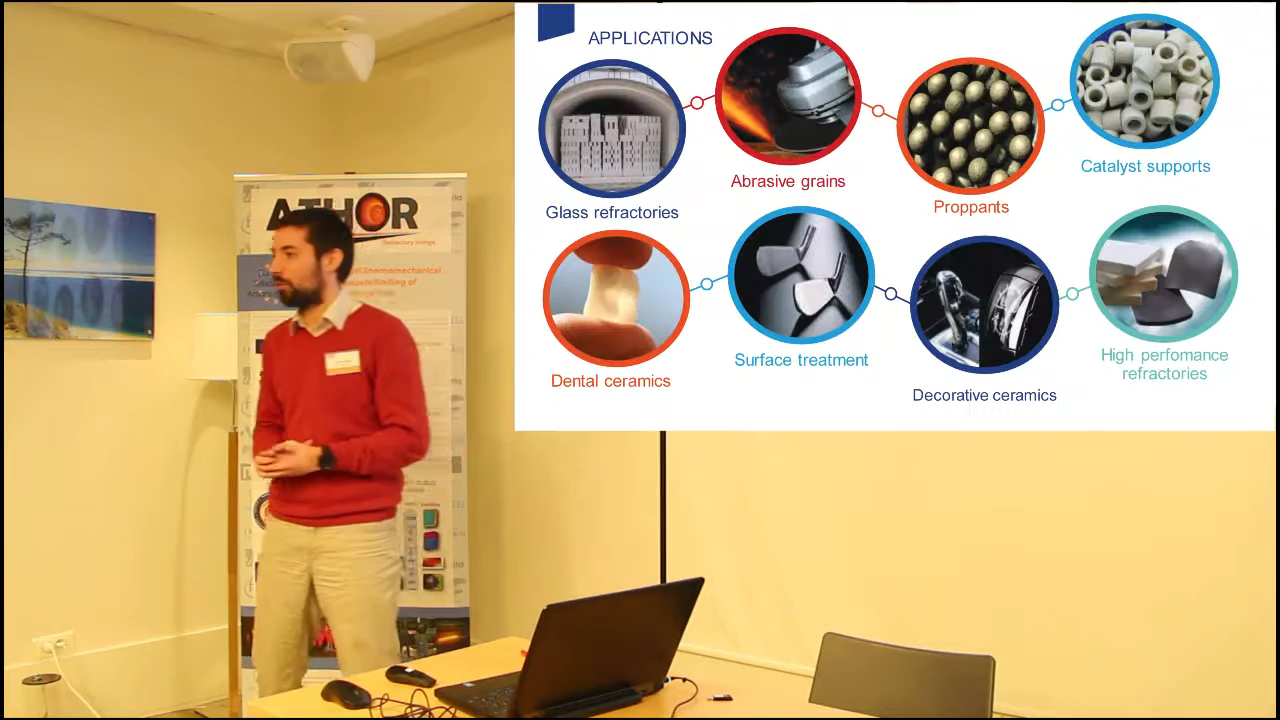 APPLICATIONS
Glass refractories
Abrasive grains
Proppants
Catalyst supports
Dental ceramics
Surface treatment
Decorative ceramics
High perfomance
refractories
ATHOR